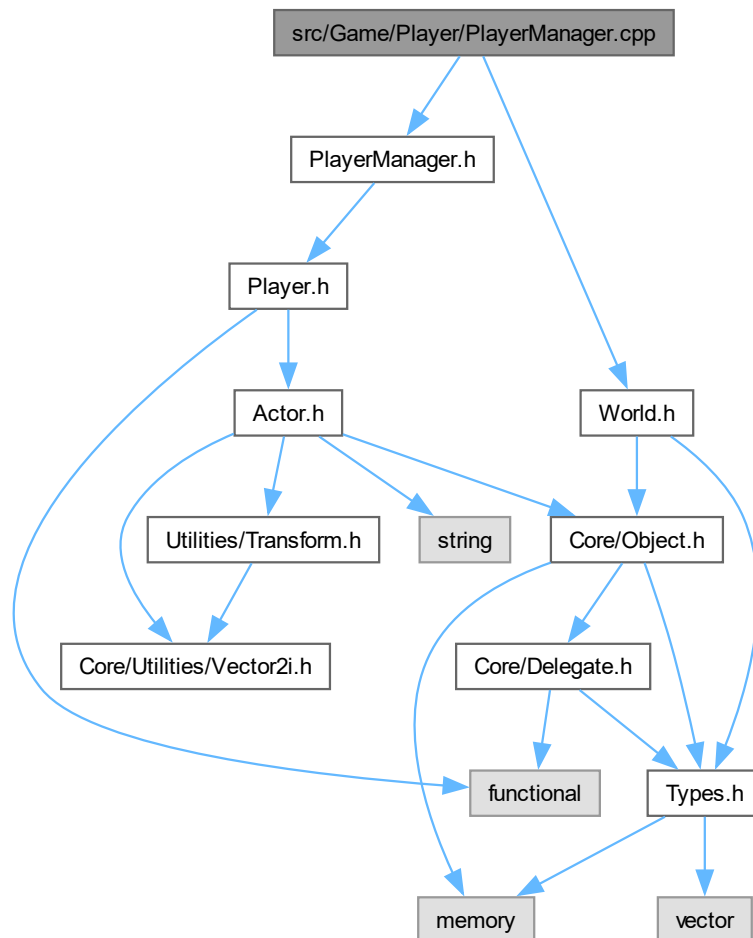 src/Game/Player/PlayerManager.cpp
PlayerManager.h
Player.h
Actor.h
World.h
Utilities/Transform.h
string
Core/Object.h
Core/Utilities/Vector2i.h
Core/Delegate.h
functional
Types.h
memory
vector